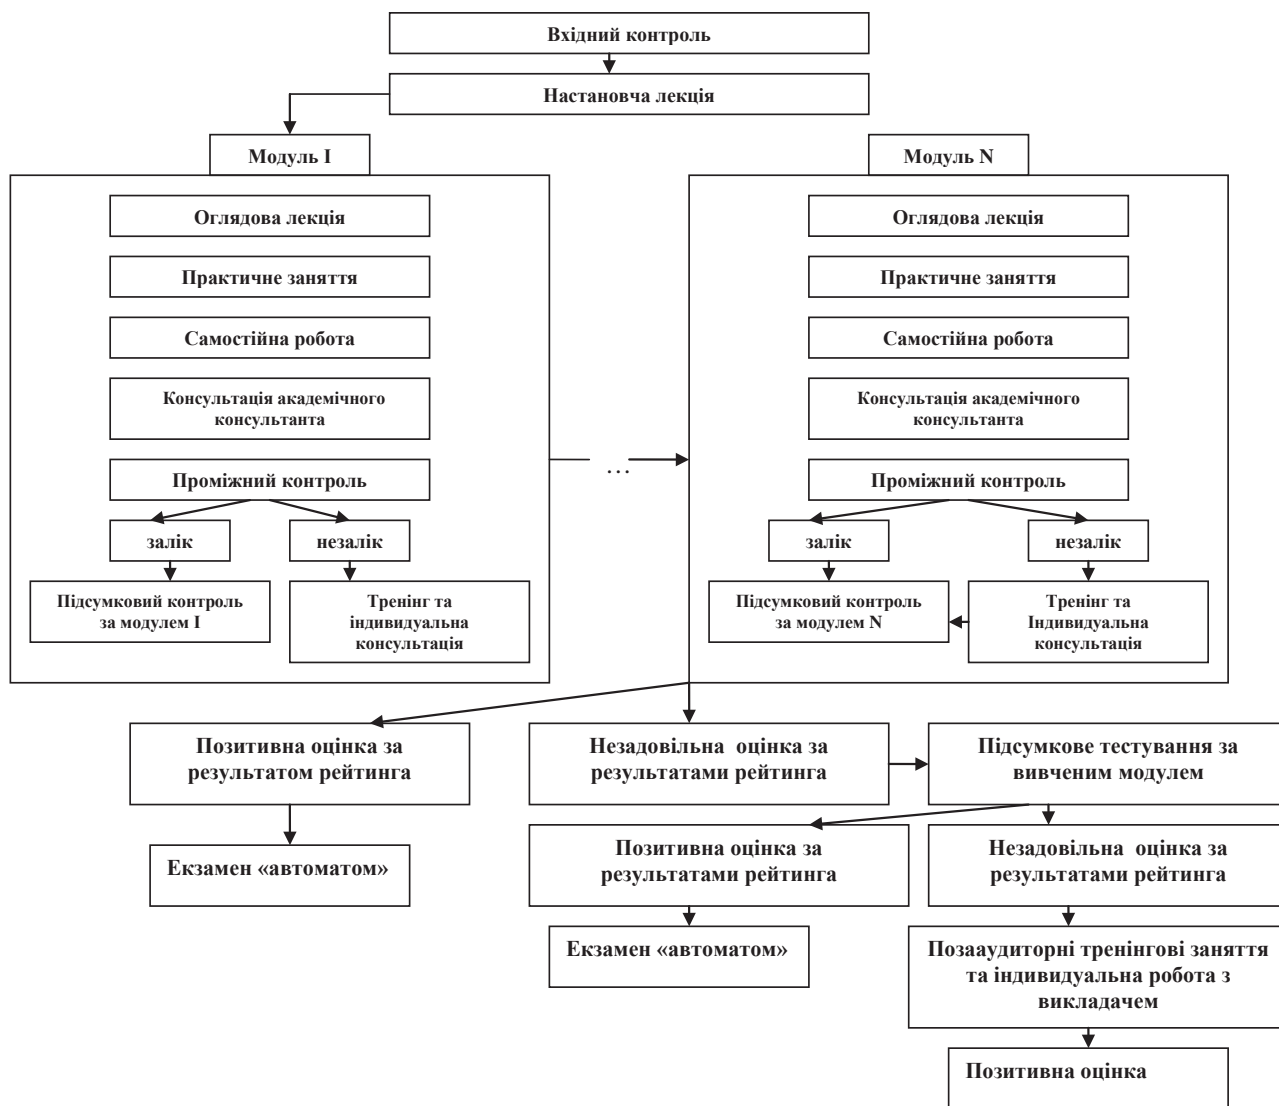 Вхідний контроль
Настановча лекція
Модуль I
Оглядова лекція
Практичне заняття
Самостійна робота
Консультація академічного
консультанта
Проміжний контроль
залік
незалік
Підсумковий контроль
за модулем I
Тренінг та
індивидуальна
консультація
...
Модуль N
Оглядова лекція
Практичне заняття
Самостійна робота
Консультація академічного
консультанта
Проміжний контроль
залік
незалік
Підсумковий контроль
за модулем N
Тренінг та
Індивидуальна
консультація
Позитивна оцінка за
результатом рейтинга
Незадовільна оцінка за
результатами рейтинга
Підсумкове тестування за
вивченим модулем
Екзамен «автоматом»
Позитивна оцінка за
результатами рейтинга
Незадовільна оцінка за
результатами рейтинга
Екзамен «автоматом»
Позааудиторні тренінгові заняття
та індивидуальна робота з
викладачем
Позитивна оцінка